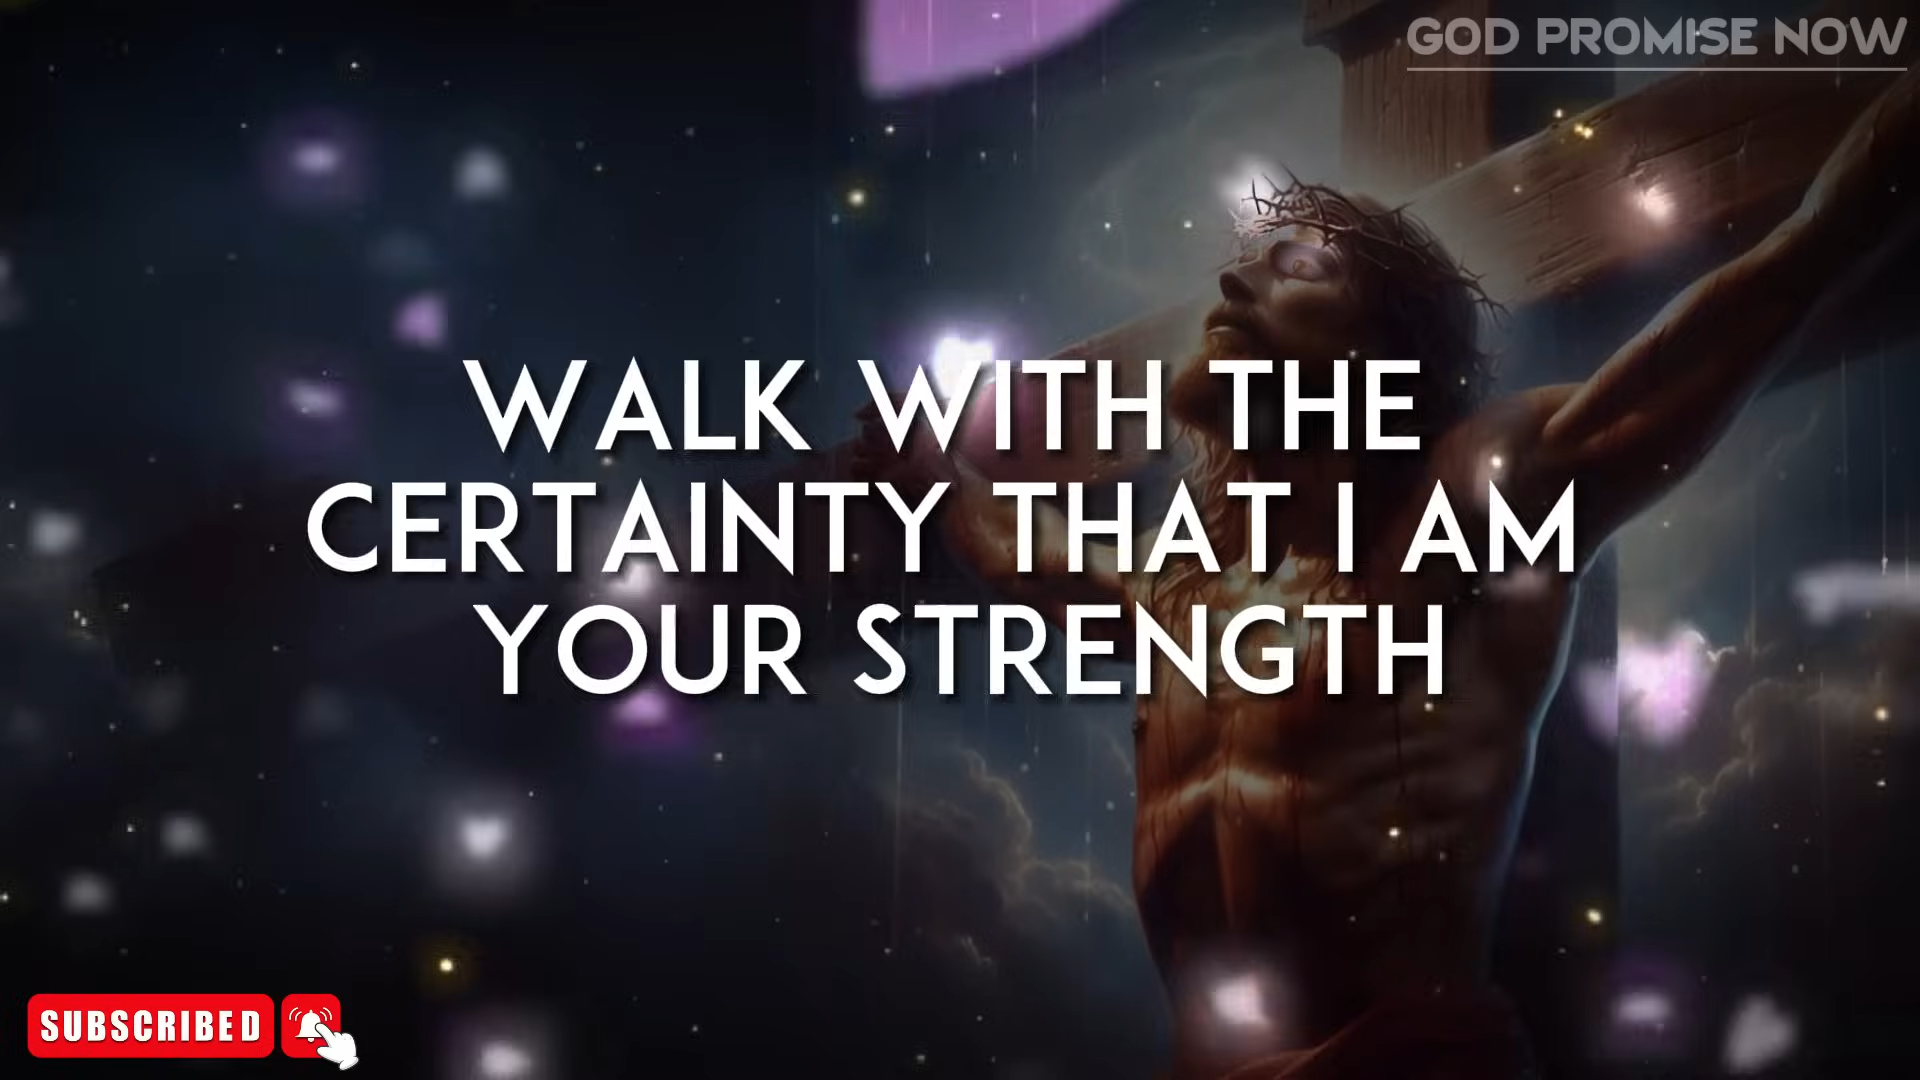 GOD PROMISE NOW
WALK WITH THE
CERTAINTY THAT I AM
YOUR STRENGTH
SUBSCRIBED